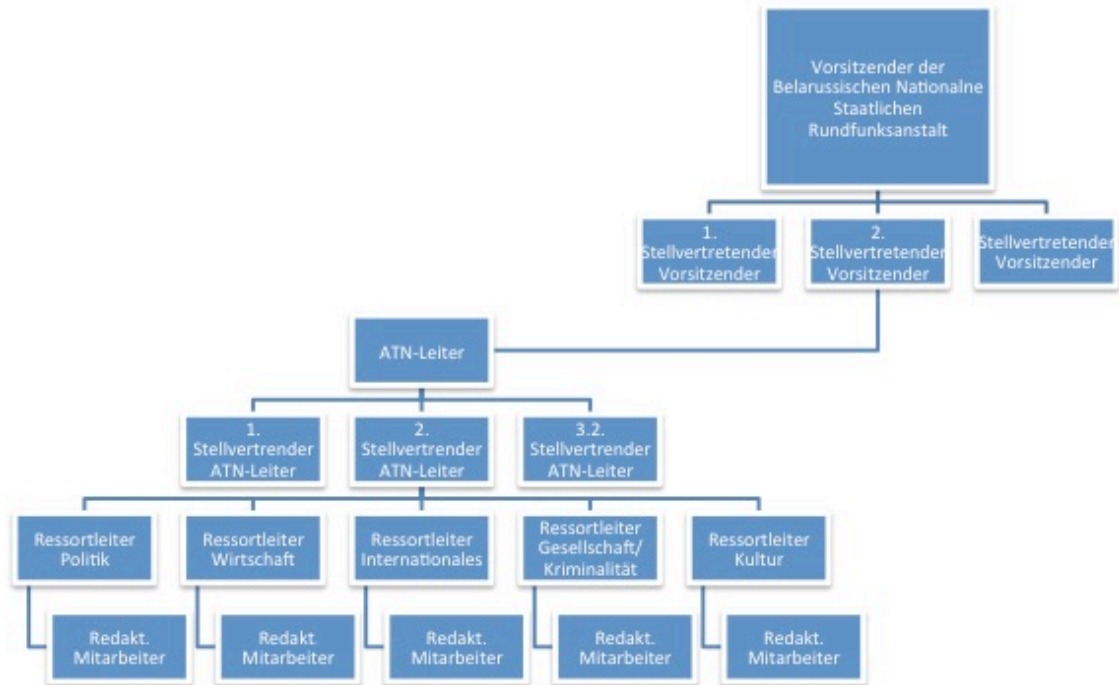 Vorsitzender der
Belarussischen Nationalne
Staatlichen
Rundfunksanstalt
1.
Stellvertretender
Vorsitzender
2.
Stellvertretender
Vorsitzender
Stellvertretender
Vorsitzender
ATN-Leiter
1.
Stellvertrender
ATN-Leiter
2.
Stellvertrender
ATN-Leiter
3.2.
Stellvertrender
ATN-Leiter
Ressortleiter
Politik
Ressortleiter
Wirtschaft
Ressortleiter
Internationales
Ressortleiter
Gesellschaft/
Kriminalität
Ressortleiter
Kultur
Redakt.
Mitarbeiter
Redakt.
Mitarbeiter
Redakt.
Mitarbeiter
Redakt.
Mitarbeiter
Redakt.
Mitarbeiter